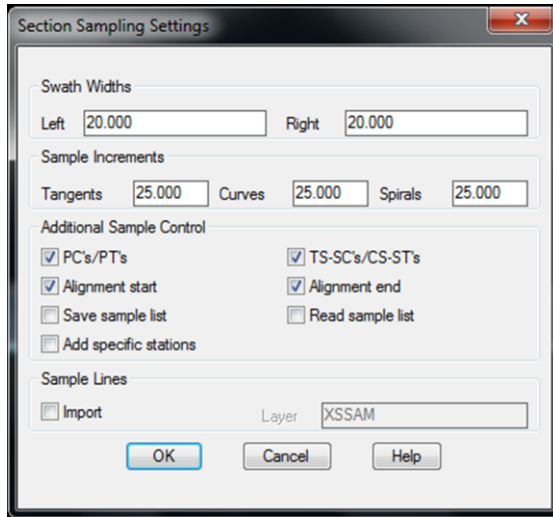 Section Sampling Settings
Swath Widths
Left 20.000 Right 20.000
Sample Increments
Tangents 25.000 Curves 25.000 Spirals 25.000
Additional Sample Control
PC's/PT's TS-SC's/CS-ST's
Alignment start Alignment end
Save sample list Read sample list
Add specific stations
Sample Lines
Import Layer XSSAM
OK Cancel Help